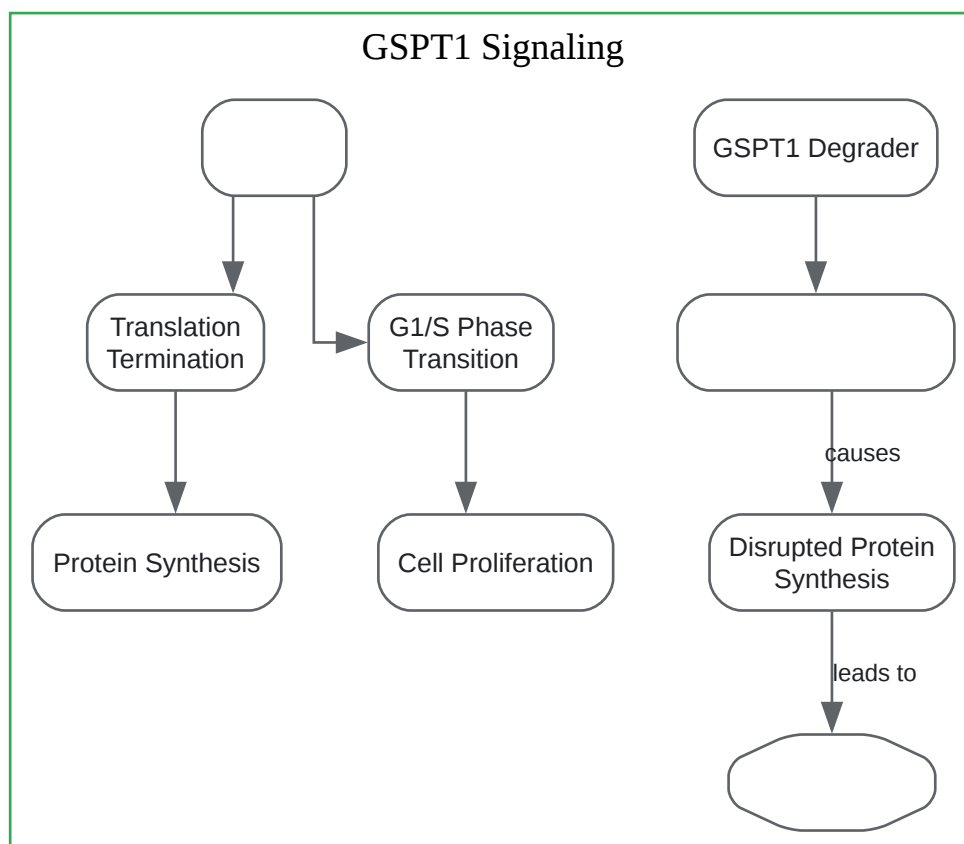 GSPT1 Signaling
GSPT1 Degrader
Translation
Termination
G1/S Phase
Transition
causes
Protein Synthesis
Cell Proliferation
Disrupted Protein
Synthesis
leads to